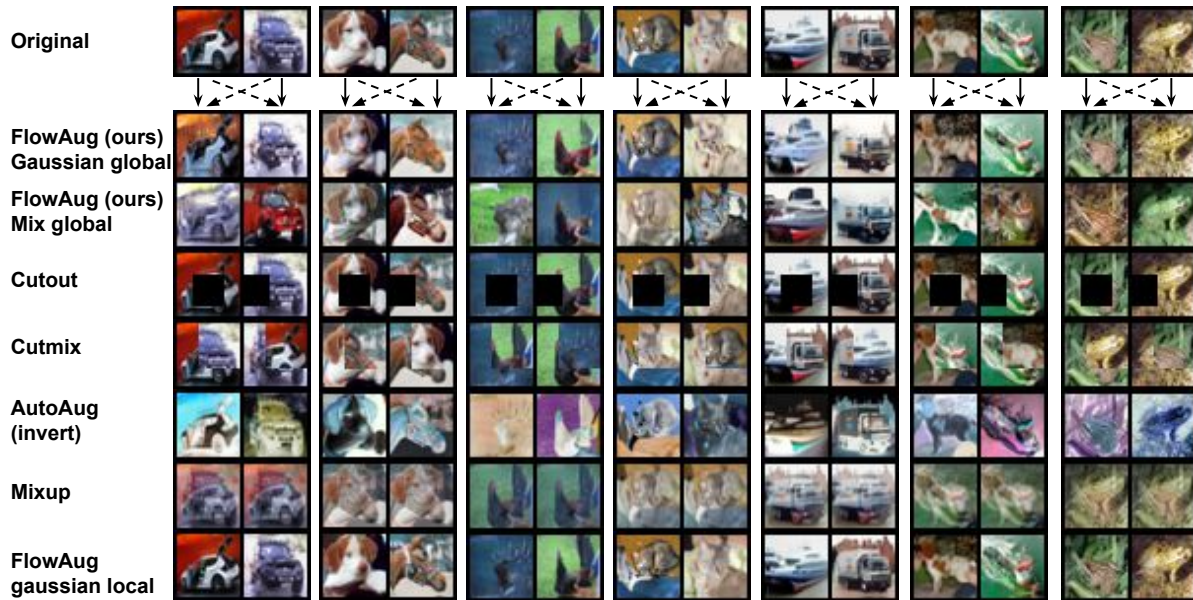 Original
FlowAug (ours)
Gaussian global
FlowAug (ours)
Mix global
Cutout
Cutmix
AutoAug
(invert)
Mixup
FlowAug
gaussian local